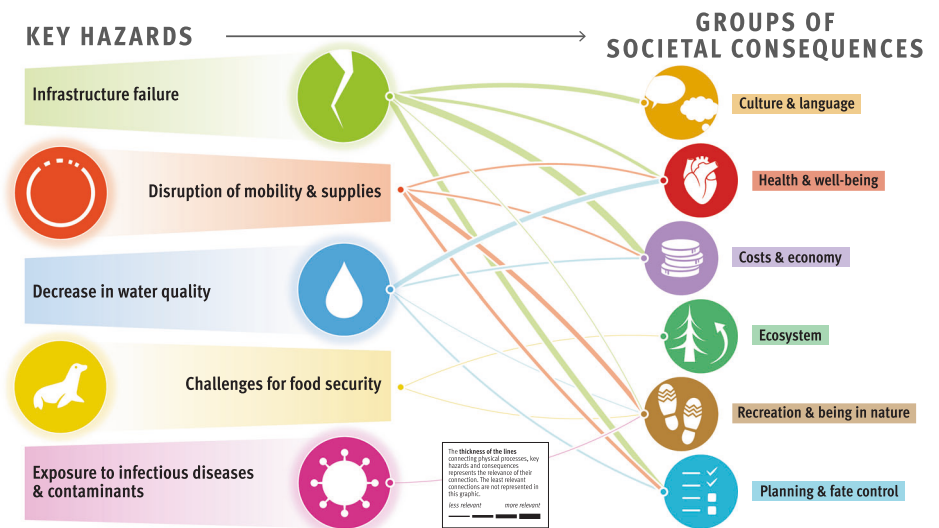 KEY HAZARDS
GROUPS OF
SOCIETAL CONSEQUENCES
Infrastructure failure
Disruption of mobility & supplies
Decrease in water quality
Challenges for food security
Exposure to infectious diseases
& contaminants
Culture & language
Health & well-being
Costs & economy
Ecosystem
Recreation & being in nature
Planning & fate control
The thickness of the lines
connecting physical processes, key
hazards and consequences
represents the relevance of their
connection. The least relevant
connections are not represented in
this graphic.
less relevant more relevant